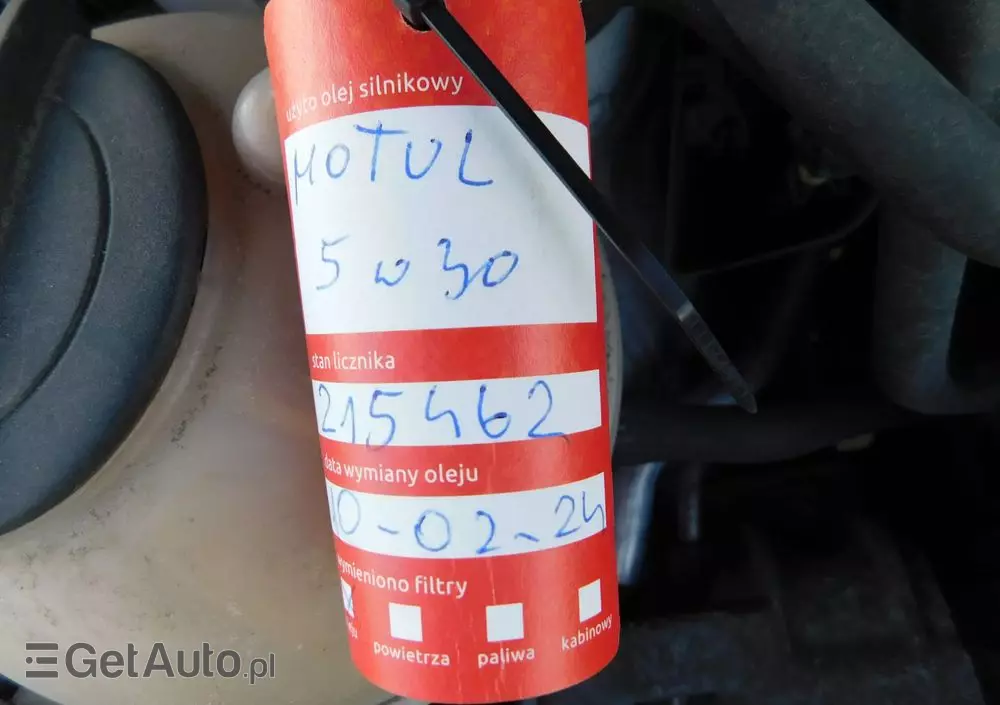 użyto olej silnikowy
MOTUL
5w30
stan licznika
215462
data wymiany oleju
10-02-24
wymieniono filtry
powietrza
paliwa
kabinowy
GetAuto.pl